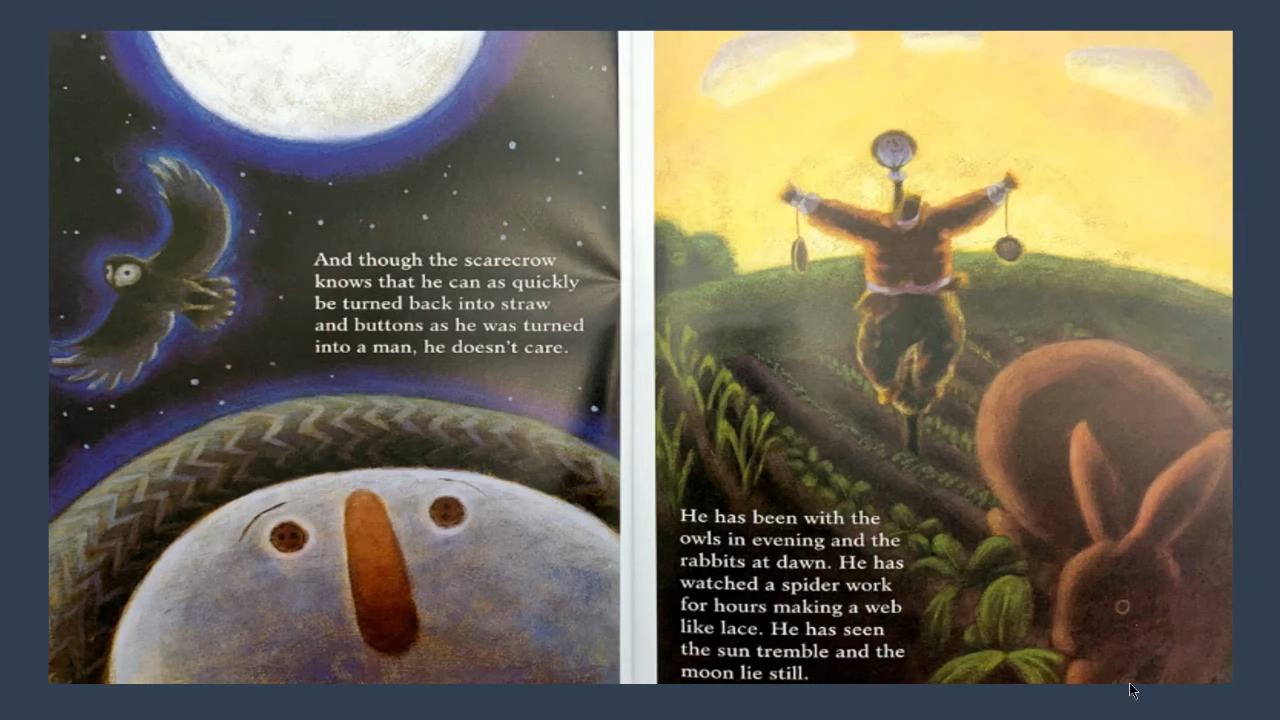 And though the scarecrow
knows that he can as quickly
be turned back into straw
and buttons as he was turned
into a man, he doesn't care.
He has been with the
owls in evening and the
rabbits at dawn. He has
watched a spider work
for hours making a web
like lace. He has seen
the sun tremble and the
moon lie still.